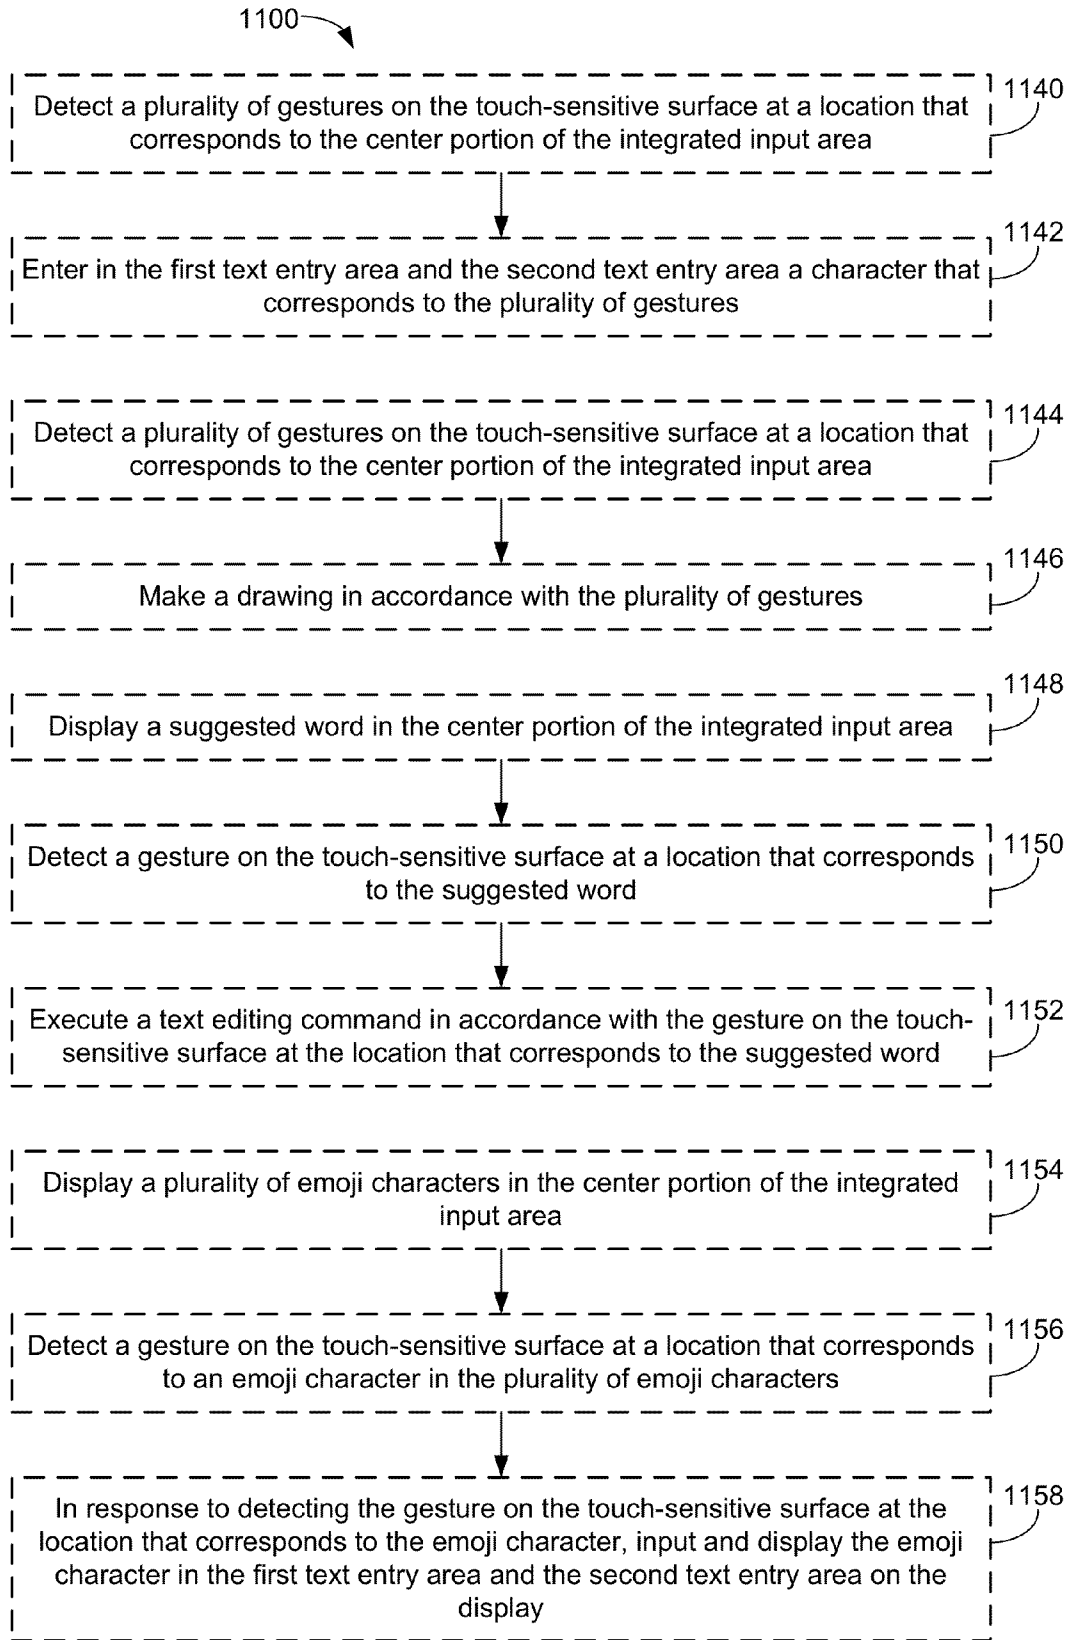 1100
1140
Detect a plurality of gestures on the touch-sensitive surface at a location that
corresponds to the center portion of the integrated input area
1142
Enter in the first text entry area and the second text entry area a character that
corresponds to the plurality of gestures
1144
Detect a plurality of gestures on the touch-sensitive surface at a location that
corresponds to the center portion of the integrated input area
1146
Make a drawing in accordance with the plurality of gestures
1148
Display a suggested word in the center portion of the integrated input area
1150
Detect a gesture on the touch-sensitive surface at a location that corresponds
to the suggested word
1152
Execute a text editing command in accordance with the gesture on the touch-
sensitive surface at the location that corresponds to the suggested word
1154
Display a plurality of emoji characters in the center portion of the integrated
input area
1156
Detect a gesture on the touch-sensitive surface at a location that corresponds
to an emoji character in the plurality of emoji characters
1158
In response to detecting the gesture on the touch-sensitive surface at the
location that corresponds to the emoji character, input and display the emoji
character in the first text entry area and the second text entry area on the
display